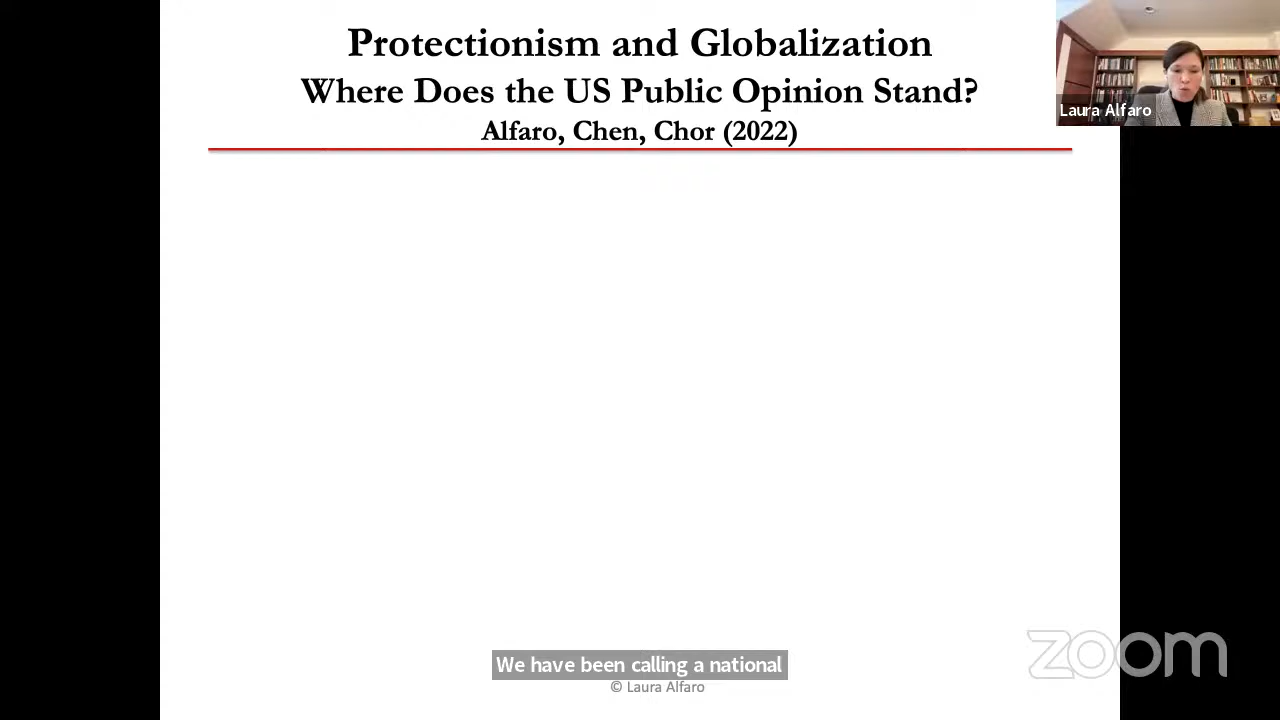 Protectionism and Globalization
Where Does the US Public Opinion Stand?
Alfaro, Chen, Chor (2022)
Laura Alfaro
We have been calling a national
© Laura Alfaro
zoom